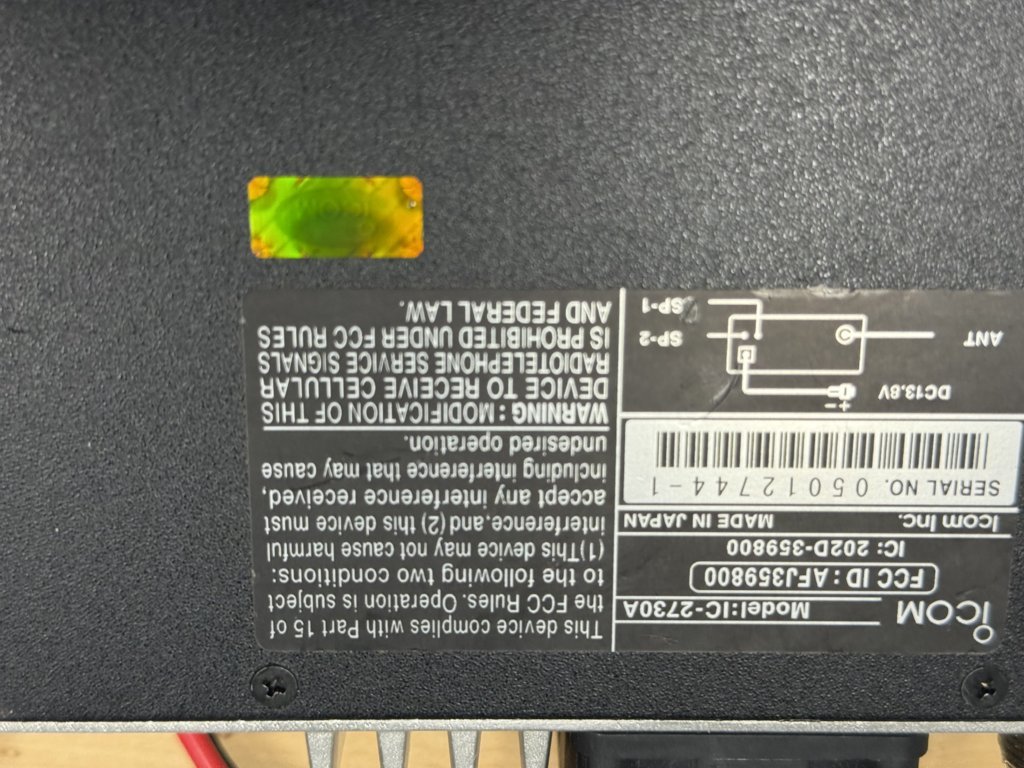 iCOM
Model:IC-2730A
FCC ID : AFJ359800
IC: 202D-359800
Icom Inc. MADE IN JAPAN
SERIAL NO. 05012744-1
DC13.8V + -
ANT
SP-2
SP-1
This device complies with Part 15 of
the FCC Rules. Operation is subject
to the following two conditions:
(1)This device may not cause harmful
interference,and (2) this device must
accept any interference received,
including interference that may cause
undesired operation.
WARNING : MODIFICATION OF THIS
DEVICE TO RECEIVE CELLULAR
RADIOTELEPHONE SERVICE SIGNALS
IS PROHIBITED UNDER FCC RULES
AND FEDERAL LAW.